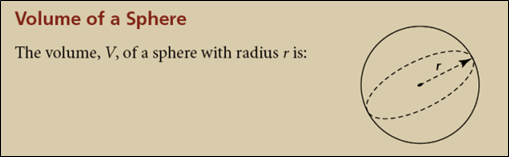 Volume of a Sphere
The volume, V, of a sphere with radius r is:
r